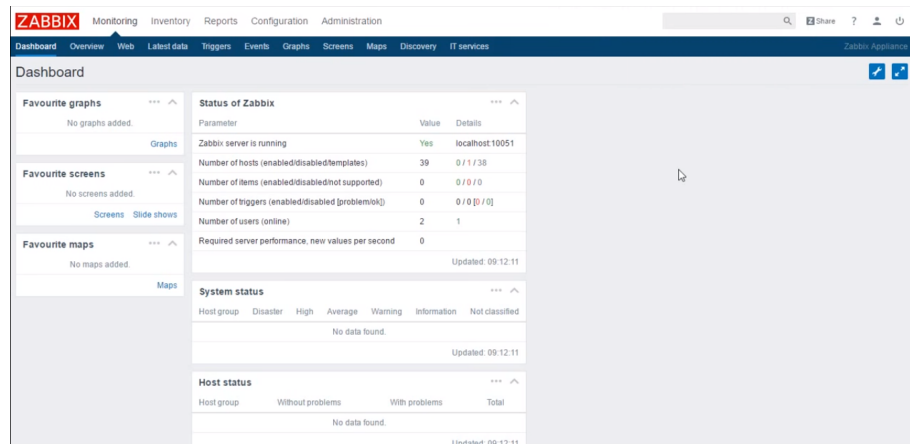 ZABBIX Monitoring Inventory Reports Configuration Administration Z Share ?
Dashboard Overview Web Latest data Triggers Events Graphs Screens Maps Discovery IT services Zabbix Appliance
Dashboard
Favourite graphs
No graphs added.
Graphs
Favourite screens
No screens added.
Screens Slide shows
Favourite maps
No maps added.
Maps
Status of Zabbix
Parameter Value Details
Zabbix server is running Yes localhost:10051
Number of hosts (enabled/disabled/templates) 39 0 / 1 / 38
Number of items (enabled/disabled/not supported) 0 0 / 0 / 0
Number of triggers (enabled/disabled [problem/ok]) 0 0 / 0 [0 / 0]
Number of users (online) 2 1
Required server performance, new values per second 0
Updated: 09:12:11
System status
Host group Disaster High Average Warning Information Not classified
No data found.
Updated: 09:12:11
Host status
Host group Without problems With problems Total
No data found.
Updated: 09:12:11